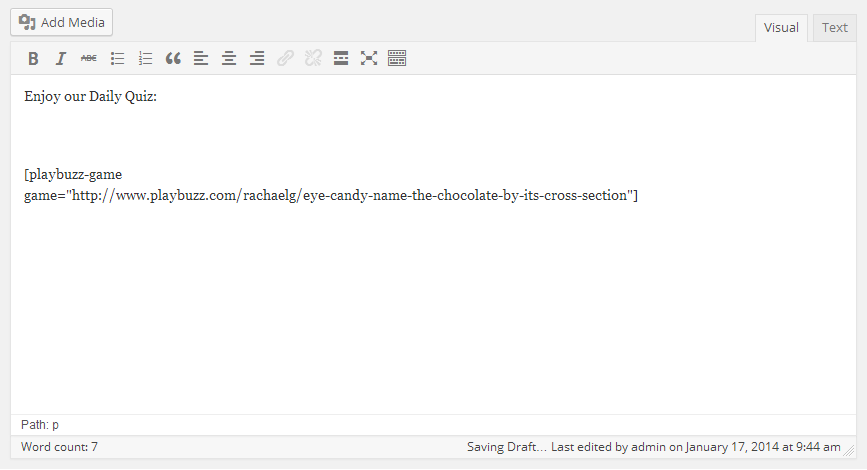 Add Media
Visual Text
B I ABC
Enjoy our Daily Quiz:
[playbuzz-game
game="http://www.playbuzz.com/rachaelg/eye-candy-name-the-chocolate-by-its-cross-section"]
Path: p
Word count: 7 Saving Draft... Last edited by admin on January 17, 2014 at 9:44 am